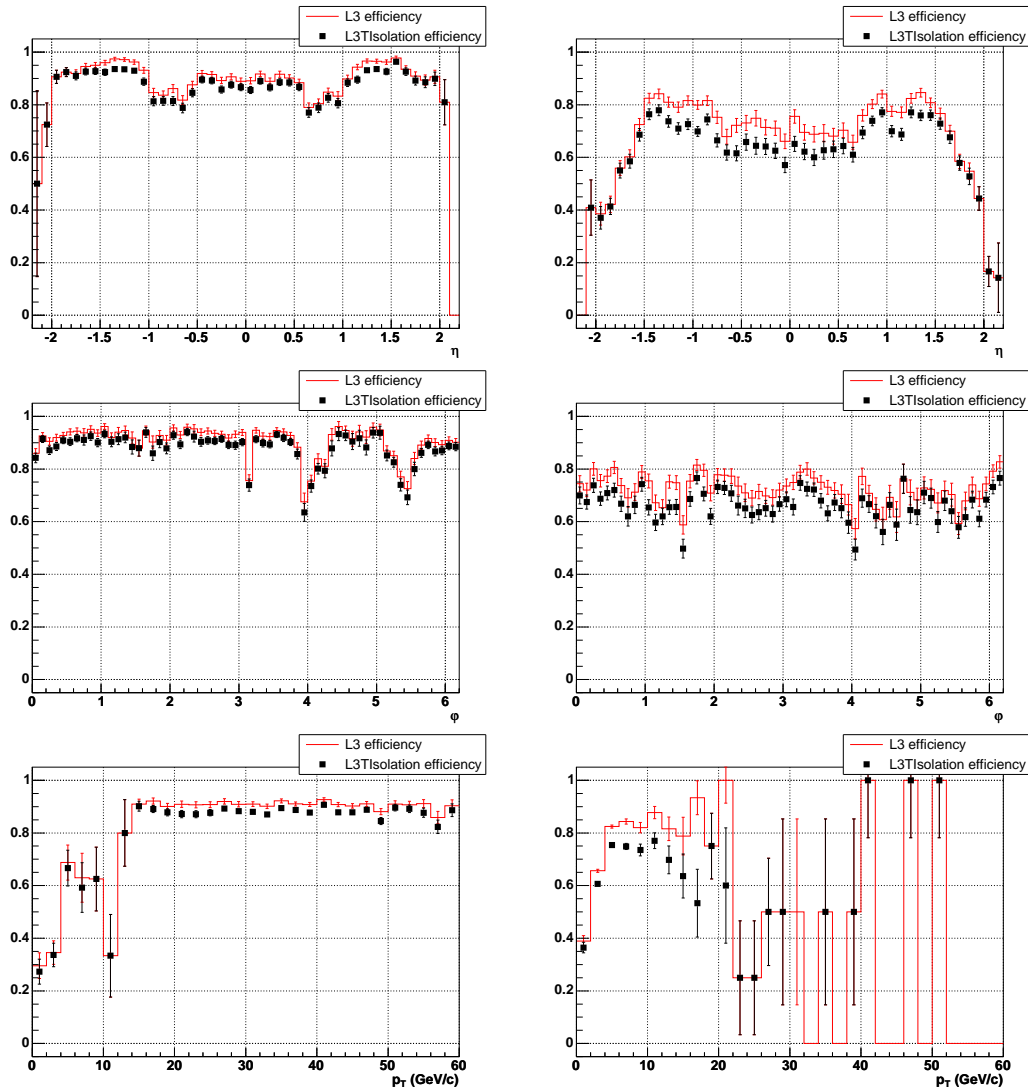 L3 efficiency
L3TIsolation efficiency
1
0.8
0.6
0.4
0.2
0
-2 -1.5 -1 -0.5 0 0.5 1 1.5 2
η
L3 efficiency
L3TIsolation efficiency
1
0.8
0.6
0.4
0.2
0
-2 -1.5 -1 -0.5 0 0.5 1 1.5 2
η
L3 efficiency
L3TIsolation efficiency
1
0.8
0.6
0.4
0.2
0
0 1 2 3 4 5 6
φ
L3 efficiency
L3TIsolation efficiency
1
0.8
0.6
0.4
0.2
0
0 1 2 3 4 5 6
φ
L3 efficiency
L3TIsolation efficiency
1
0.8
0.6
0.4
0.2
0
0 10 20 30 40 50 60
pT (GeV/c)
L3 efficiency
L3TIsolation efficiency
1
0.8
0.6
0.4
0.2
0
0 10 20 30 40 50 60
pT (GeV/c)